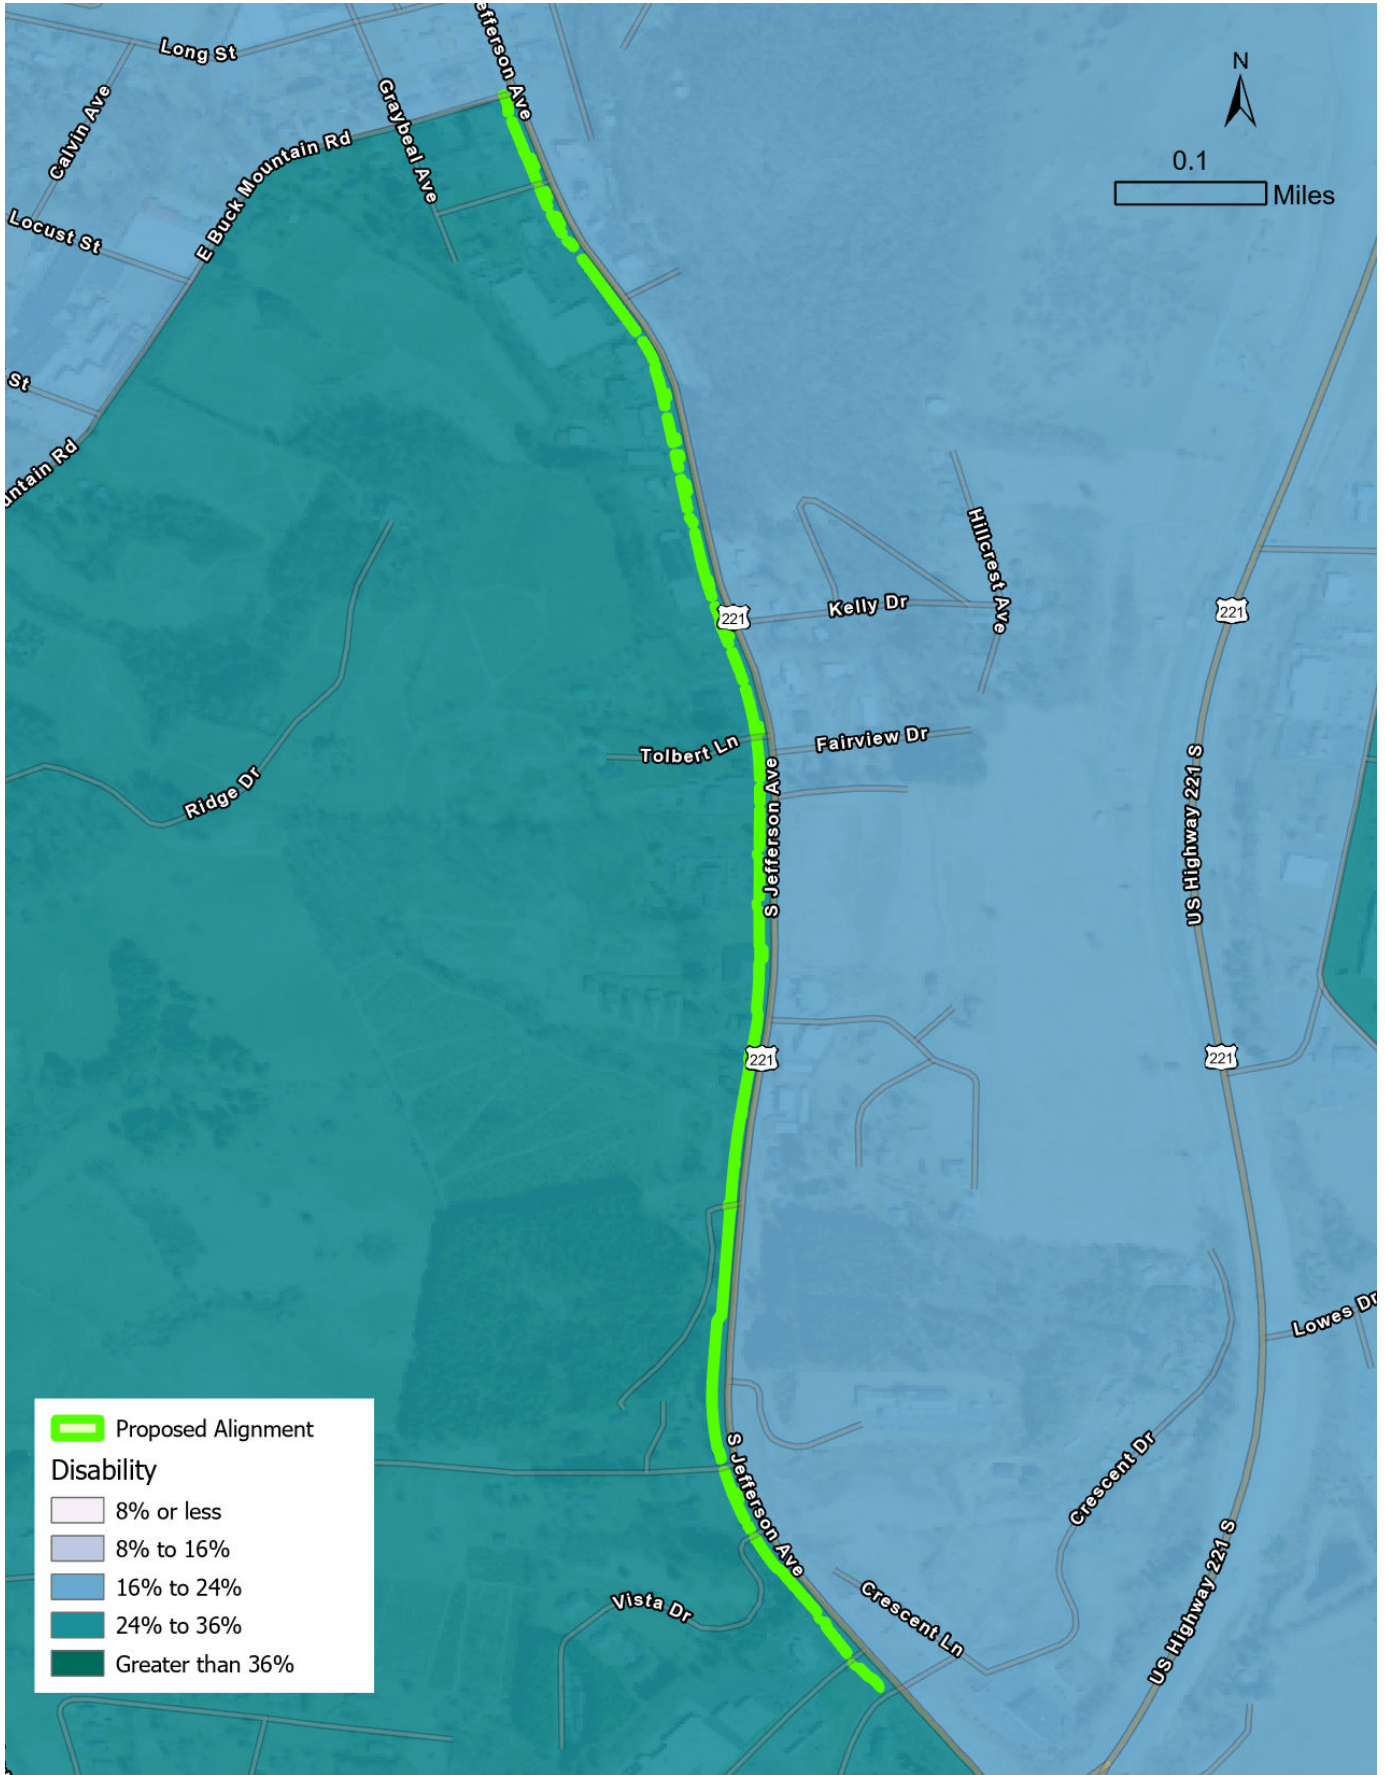 efferson Ave
Long St
N
Calvin Ave
Graybeal Ave
E Buck Mountain Rd
0.1
Miles
Locust St
St
untain Rd
Hillcrest Ave
Kelly Dr
221
221
Tolbert Ln
Fairview Dr
Ridge Dr
S Jefferson Ave
US Highway 221 S
221
221
Lowes Dr
S Jefferson Ave
Crescent Dr
US Highway 221 S
Crescent Ln
Vista Dr
Proposed Alignment
Disability
8% or less
8% to 16%
16% to 24%
24% to 36%
Greater than 36%